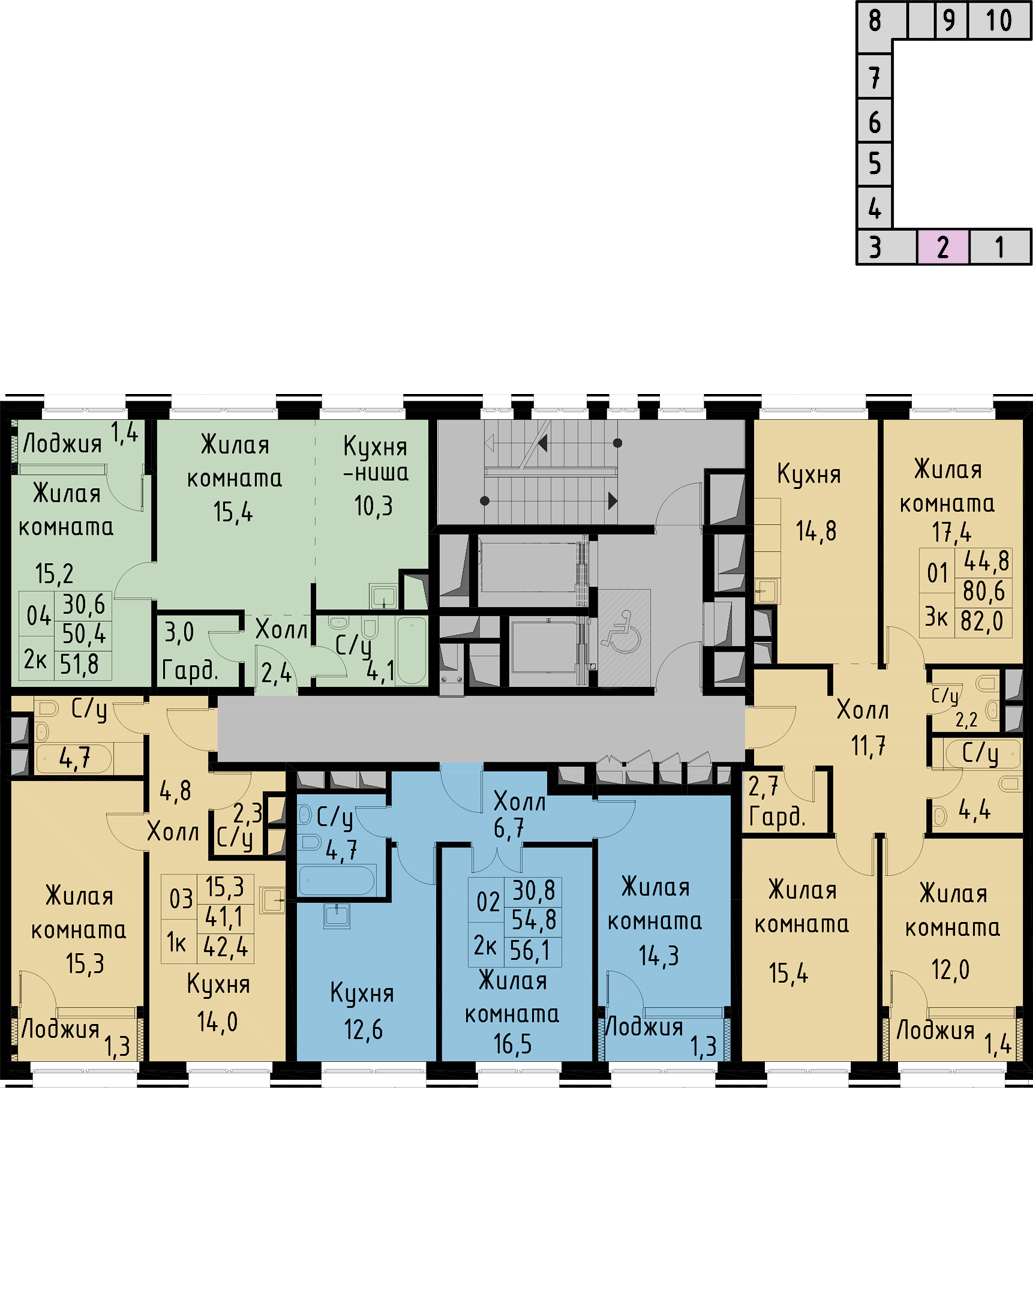 8 9 10
7
6
5
4
3 2 1
Лоджия 1,4
Жилая
комната
15,2
04 30,6
50,4
2к 51,8
Жилая
комната
15,4
Кухня
-ниша
10,3
3,0
Гард.
Холл
2,4
С/у
4,1
Кухня
14,8
Жилая
комната
17,4
01 44,8
80,6
3к 82,0
Холл
11,7
С/у
2,2
С/у
4,4
2,7
Гард.
Жилая
комната
15,4
Жилая
комната
12,0
Лоджия
1,4
С/у
4,7
4,8
Холл
2,3
С/у
Жилая
комната
15,3
Лоджия
1,3
03 15,3
41,1
1к 42,4
Кухня
14,0
С/у
4,7
Холл
6,7
Кухня
12,6
02 30,8
54,8
2к 56,1
Жилая
комната
16,5
Жилая
комната
14,3
Лоджия
1,3